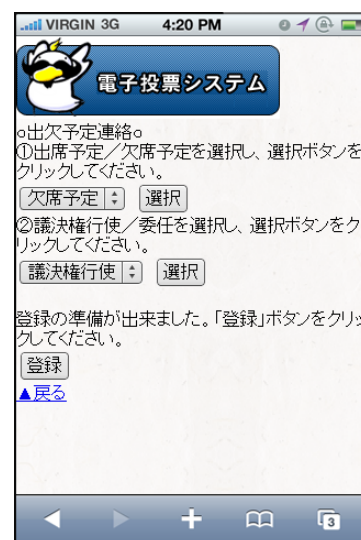 VIRGIN 3G 4:20 PM
電子投票システム
o出欠予定連絡o
①出席予定／欠席予定を選択し、選択ボタンを
クリックしてください。
欠席予定 選択
②議決権行使／委任を選択し、選択ボタンをク
リックしてください。
議決権行使 選択
登録の準備が出来ました。「登録」ボタンをクリッ
クしてください。
登録
▲戻る
3